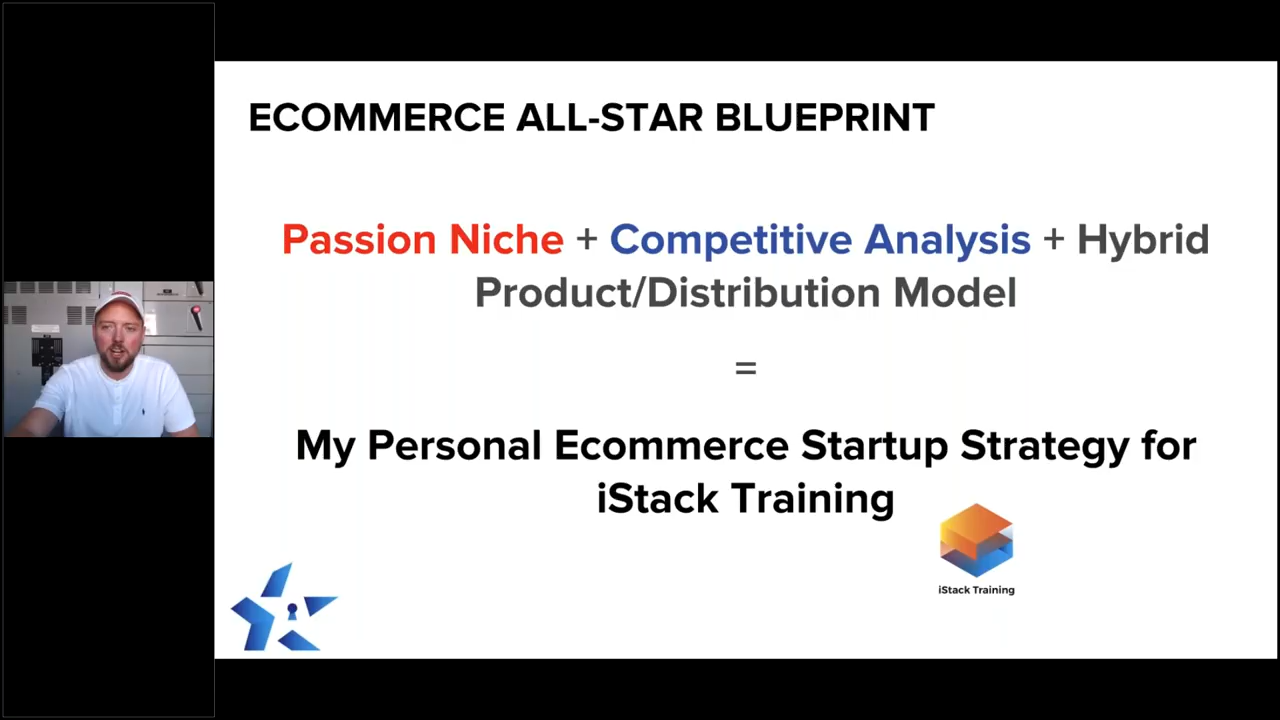 ECOMMERCE ALL-STAR BLUEPRINT
Passion Niche + Competitive Analysis + Hybrid
Product/Distribution Model
=
My Personal Ecommerce Startup Strategy for
iStack Training
iStack Training